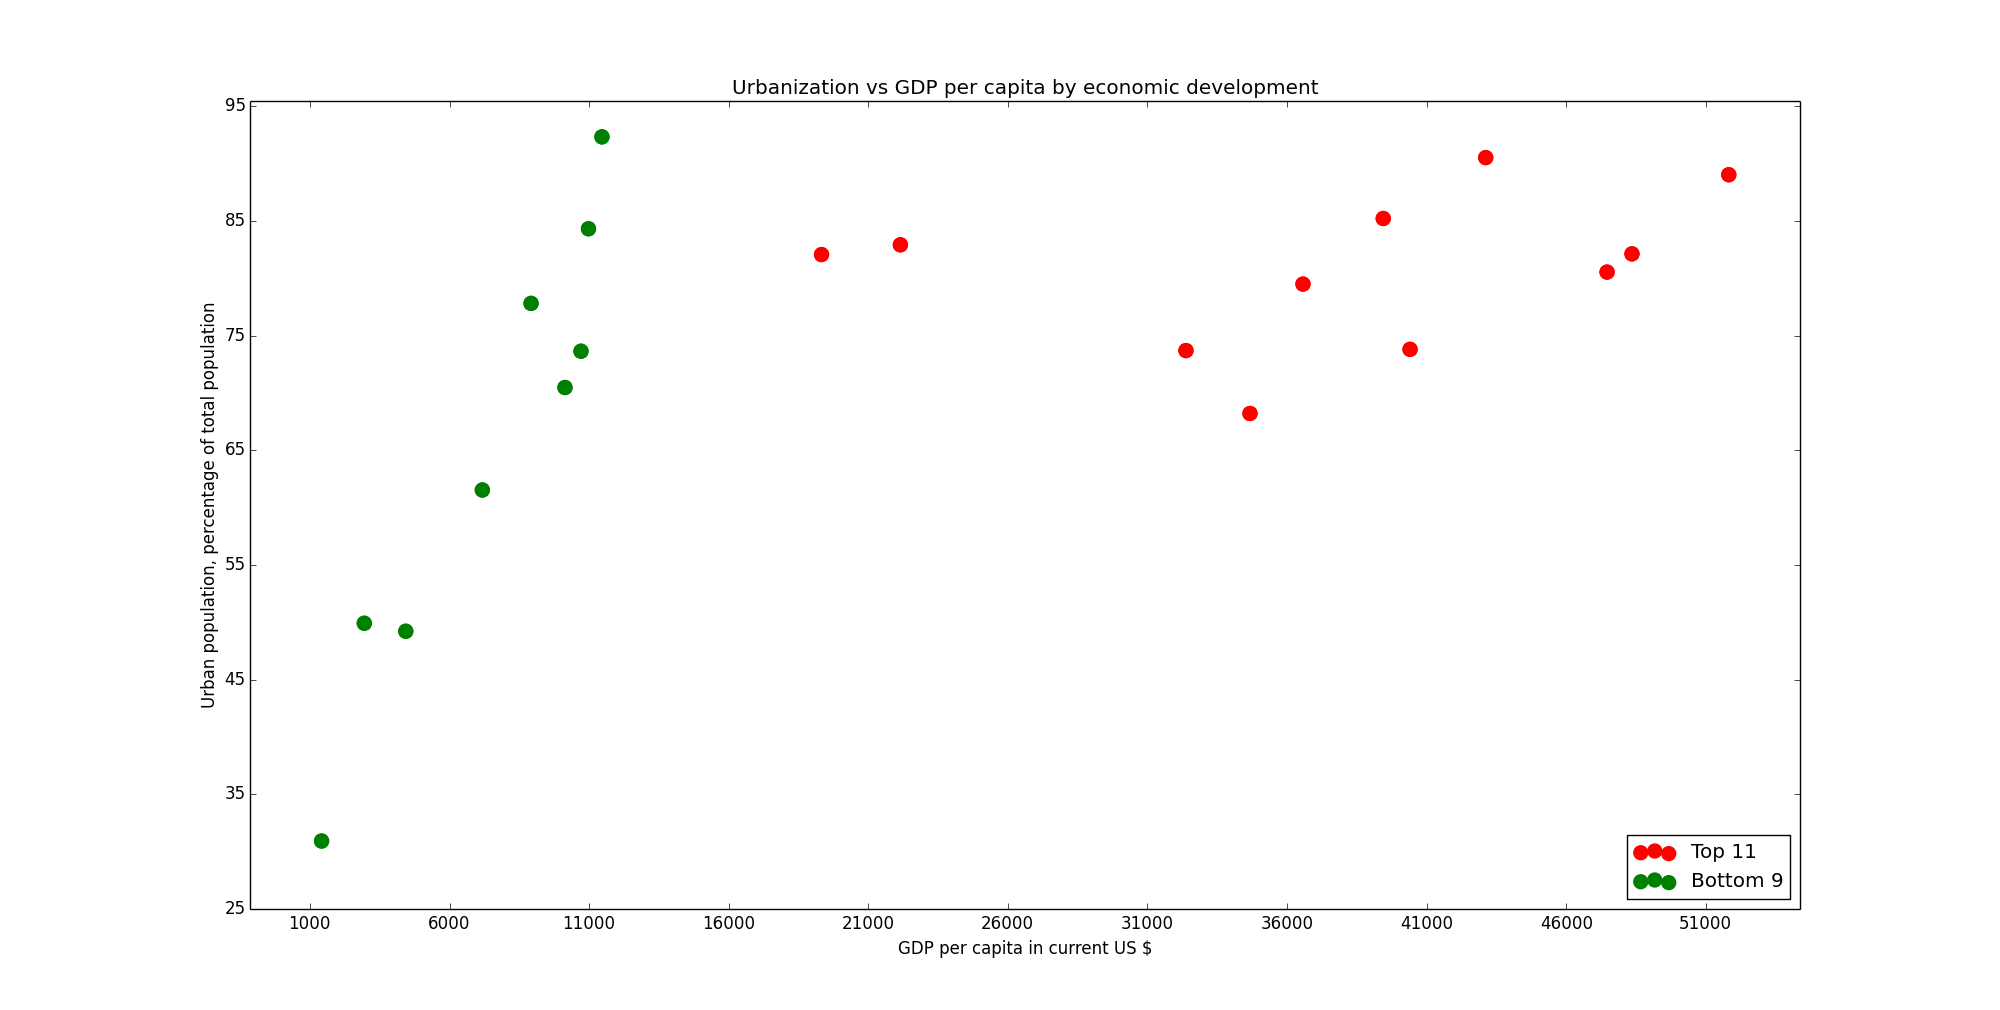 Urbanization vs GDP per capita by economic development
95
85
75
65
55
45
35
25
Urban population, percentage of total population
1000 6000 11000 16000 21000 26000 31000 36000 41000 46000 51000
GDP per capita in current US $
Top 11
Bottom 9